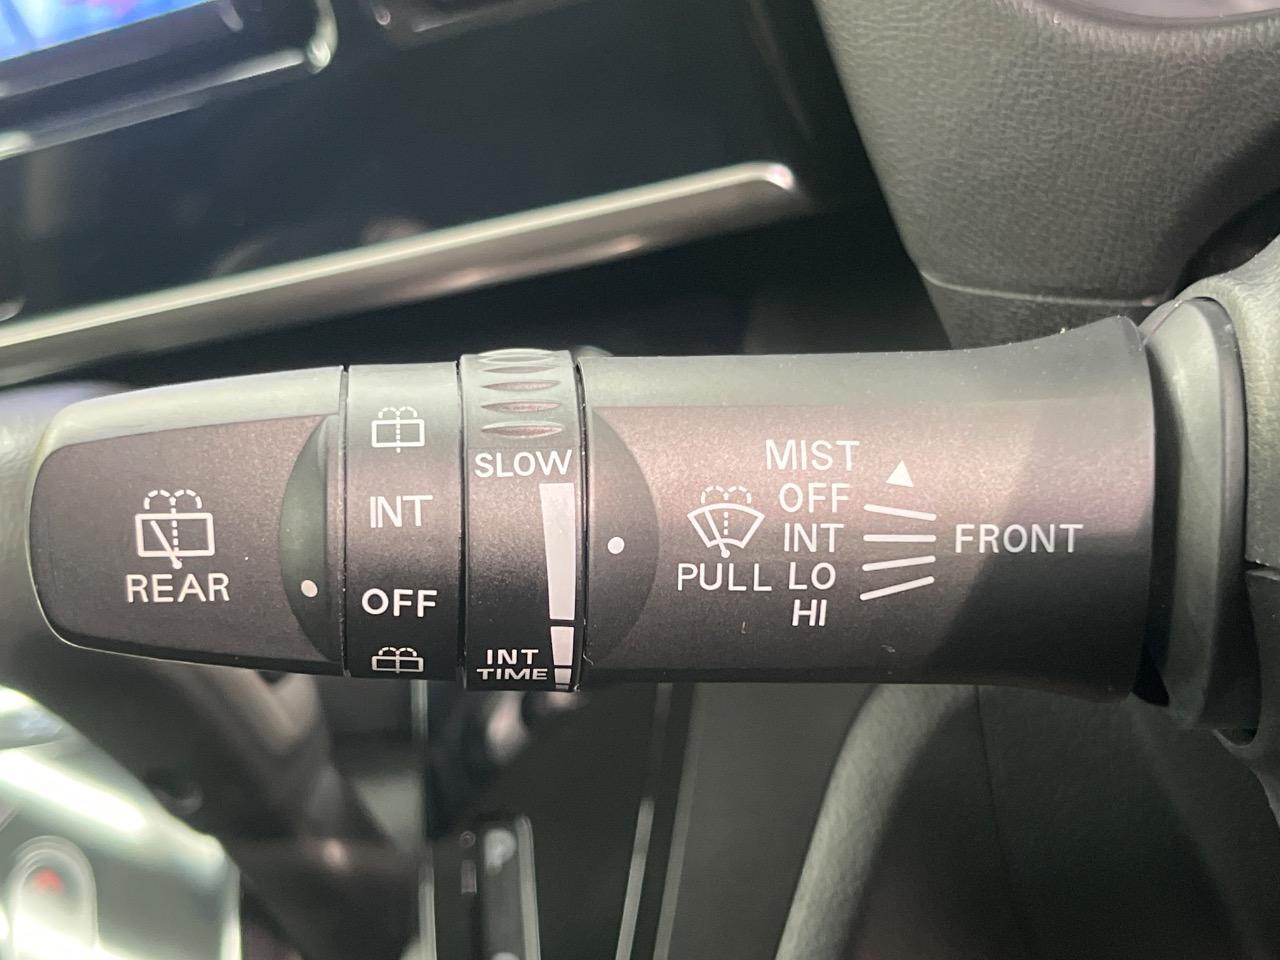 REAR
INT
OFF
SLOW
INT
TIME
MIST
OFF
INT
PULL LO
HI
FRONT
P